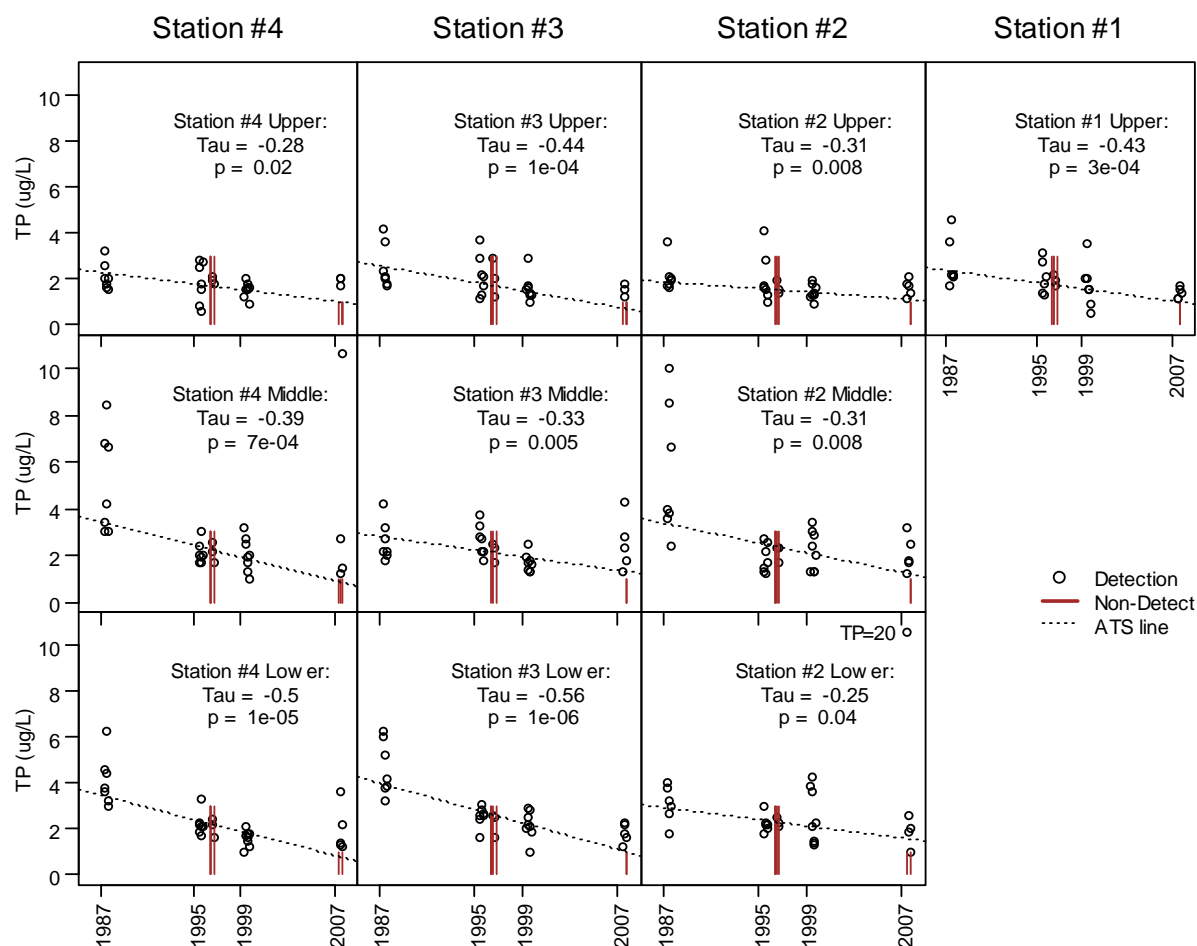 Station #4 Station #3 Station #2 Station #1
TP (ug/L)
10
8
6
4
2
0
Station #4 Upper:
Tau = -0.28
p = 0.02
Station #3 Upper:
Tau = -0.44
p = 1e-04
Station #2 Upper:
Tau = -0.31
p = 0.008
Station #1 Upper:
Tau = -0.43
p = 3e-04
1987 1995 1999 2007
TP (ug/L)
10
8
6
4
2
0
Station #4 Middle:
Tau = -0.39
p = 7e-04
Station #3 Middle:
Tau = -0.33
p = 0.005
Station #2 Middle:
Tau = -0.31
p = 0.008
Detection
Non-Detect
ATS line
TP (ug/L)
10
8
6
4
2
0
Station #4 Lower:
Tau = -0.5
p = 1e-05
Station #3 Lower:
Tau = -0.56
p = 1e-06
TP=20
Station #2 Lower:
Tau = -0.25
p = 0.04
1987 1995 1999 2007 1987 1995 1999 2007 1987 1995 1999 2007